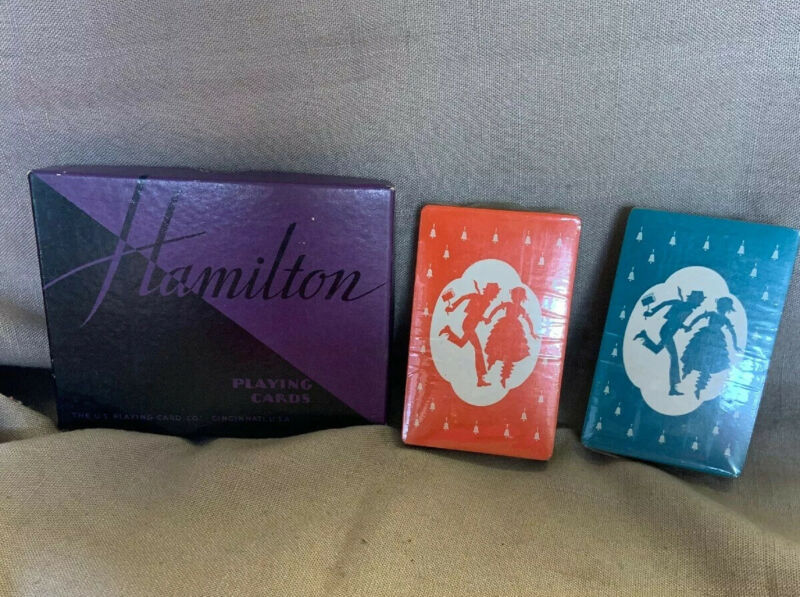 Hamilton
PLAYING
CARDS
THE U.S. PLAYING CARD CO. CINCINNATI, U.S.A.